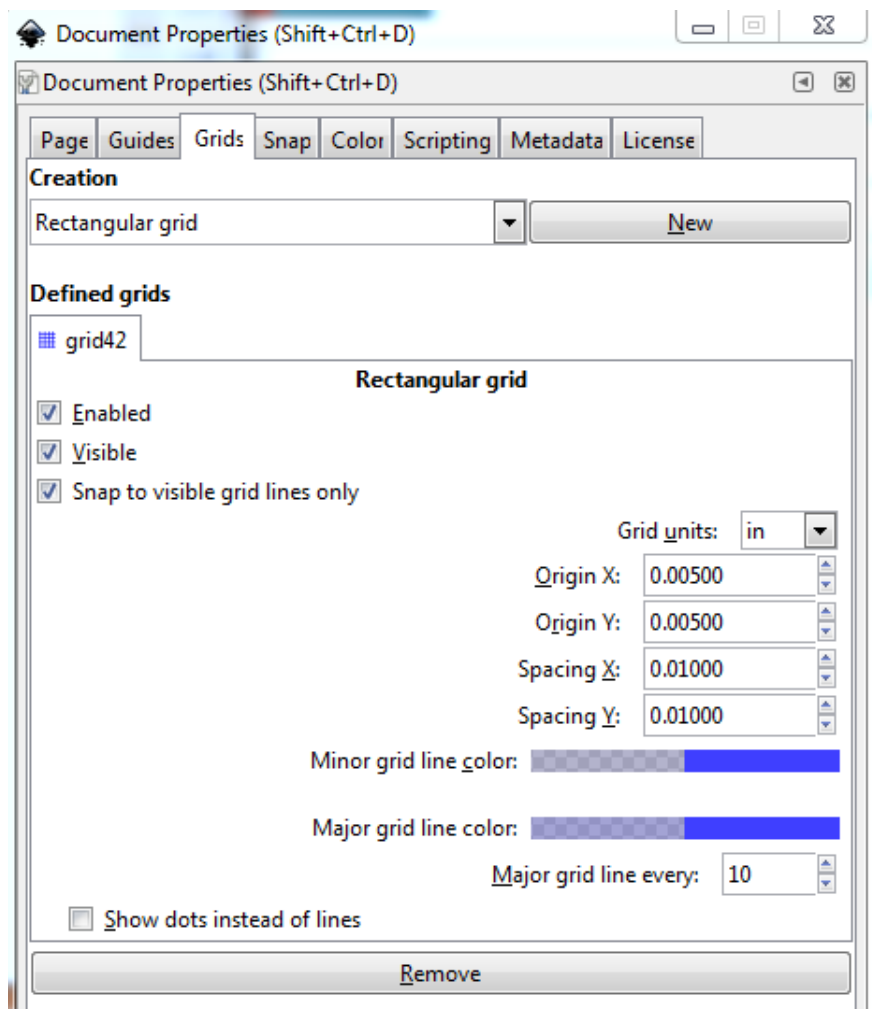 Document Properties (Shift+Ctrl+D)
Document Properties (Shift+Ctrl+D)
Page Guides Grids Snap Color Scripting Metadata License
Creation
Rectangular grid New
Defined grids
grid42
Rectangular grid
Enabled
Visible
Snap to visible grid lines only
Grid units: in
Origin X: 0.00500
Origin Y: 0.00500
Spacing X: 0.01000
Spacing Y: 0.01000
Minor grid line color:
Major grid line color:
Major grid line every: 10
Show dots instead of lines
Remove